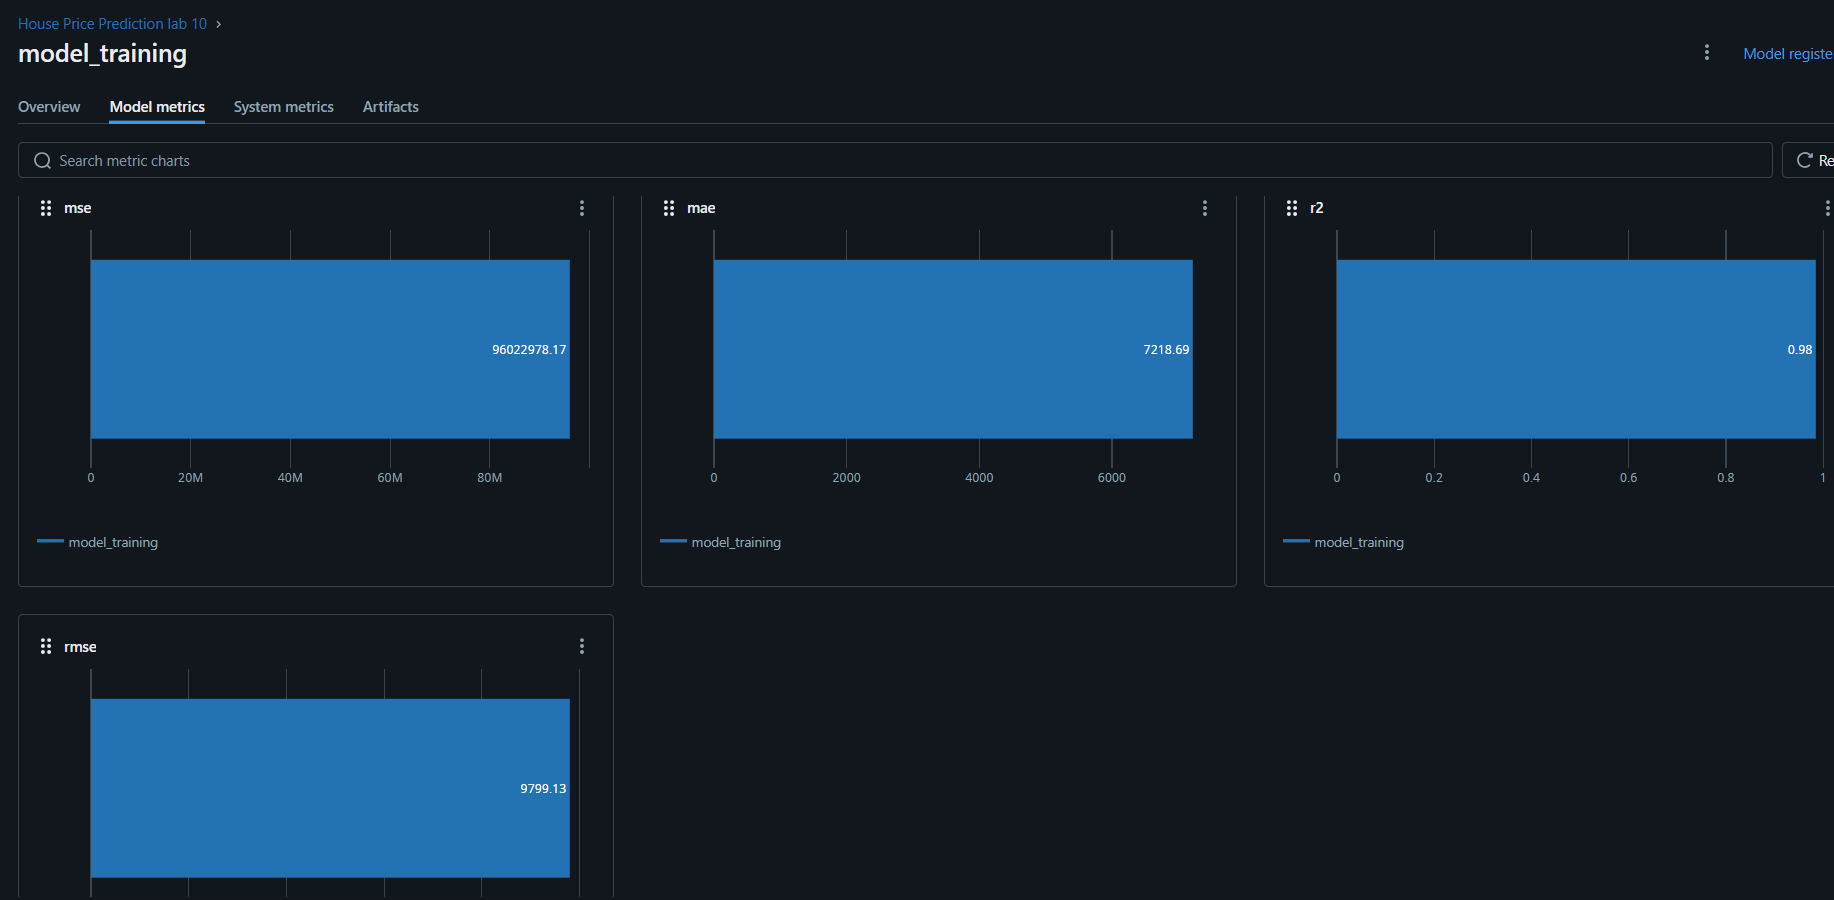 House Price Prediction lab 10 >
model_training
Model registe
Overview Model metrics System metrics Artifacts
Search metric charts
Re
mse
96022978.17
0 20M 40M 60M 80M
model_training
mae
7218.69
0 2000 4000 6000
model_training
r2
0.98
0 0.2 0.4 0.6 0.8 1
model_training
rmse
9799.13